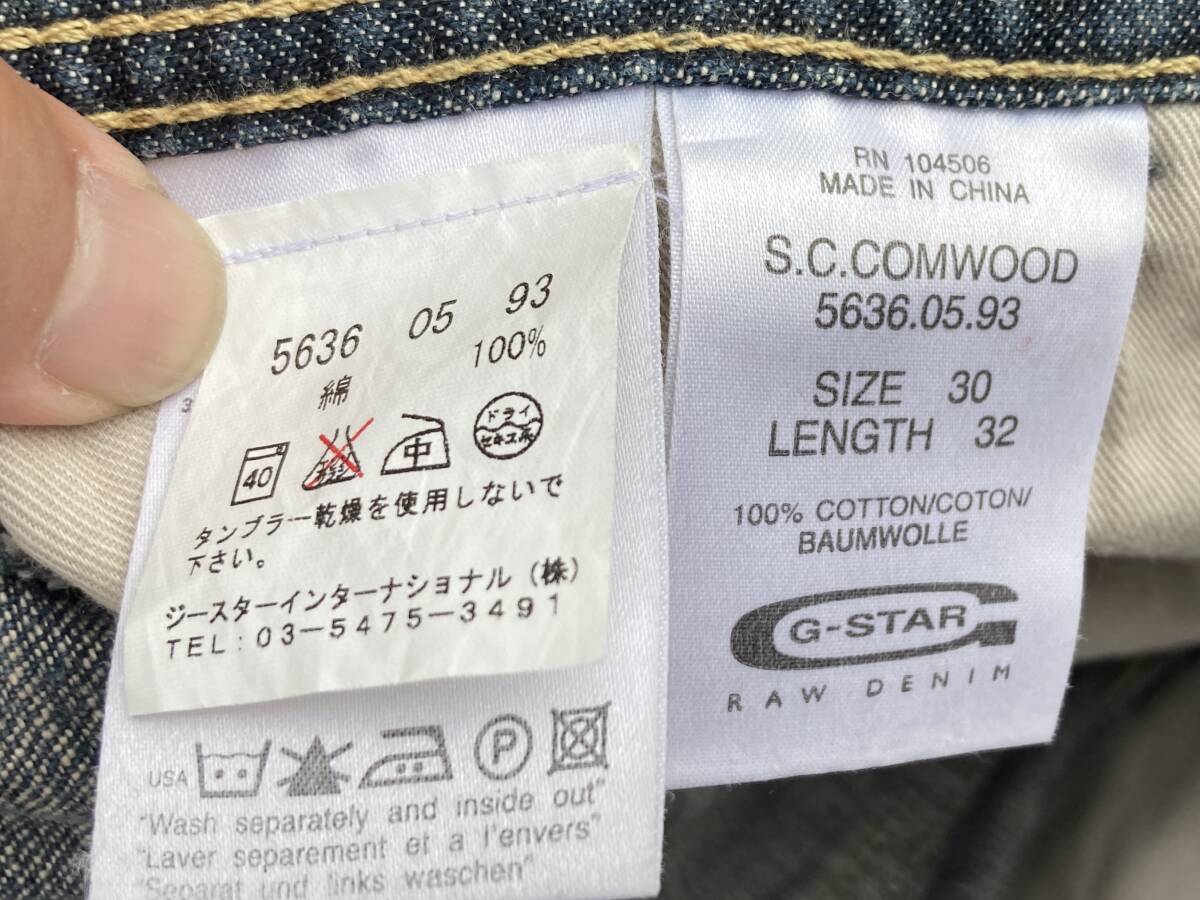 5636 05 93
綿 100%
40
中
ドライ
セキユ系
タンブラー乾燥を使用しないで
下さい。
ジースターインターナショナル(株)
TEL:03-5475-3491
USA
P
"Wash separately and inside out"
"Laver separement et a l'envers"
"Separat und links waschen"
RN 104506
MADE IN CHINA
S.C.COMWOOD
5636.05.93
SIZE 30
LENGTH 32
100% COTTON/COTON/
BAUMWOLLE
G-STAR
RAW DENIM